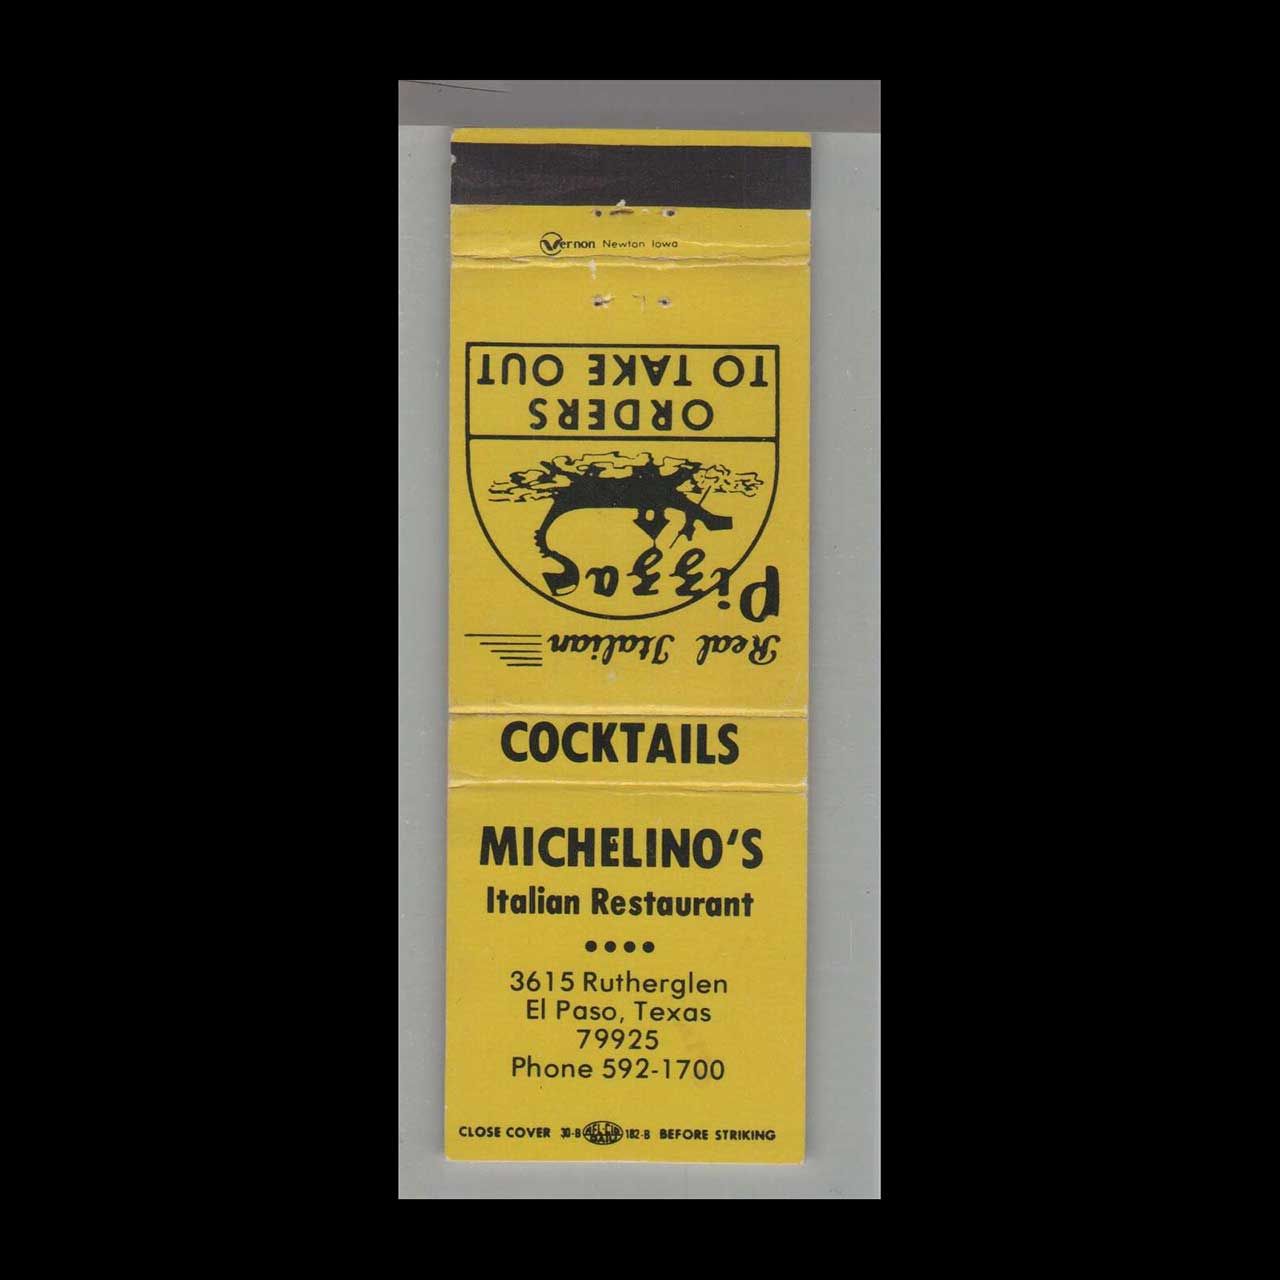 Vernon Newton Iowa
Real Italian
Pizzas
ORDERS
TO TAKE OUT
COCKTAILS
MICHELINO'S
Italian Restaurant
3615 Rutherglen
El Paso, Texas
79925
Phone 592-1700
CLOSE COVER 30-B 182-B BEFORE STRIKING